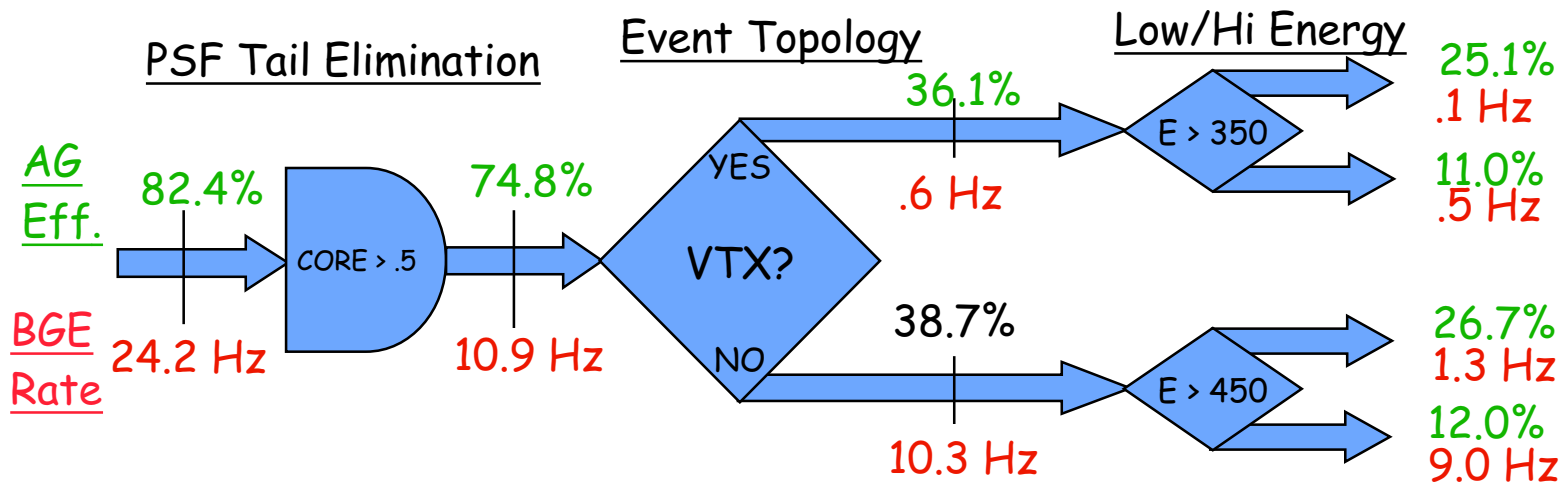 PSF Tail Elimination
Event Topology
Low/Hi Energy
AG
Eff.
82.4%
CORE > .5
74.8%
BGE
Rate
24.2 Hz
10.9 Hz
YES
VTX?
NO
36.1%
.6 Hz
38.7%
10.3 Hz
E > 350
25.1%
.1 Hz
11.0%
.5 Hz
E > 450
26.7%
1.3 Hz
12.0%
9.0 Hz